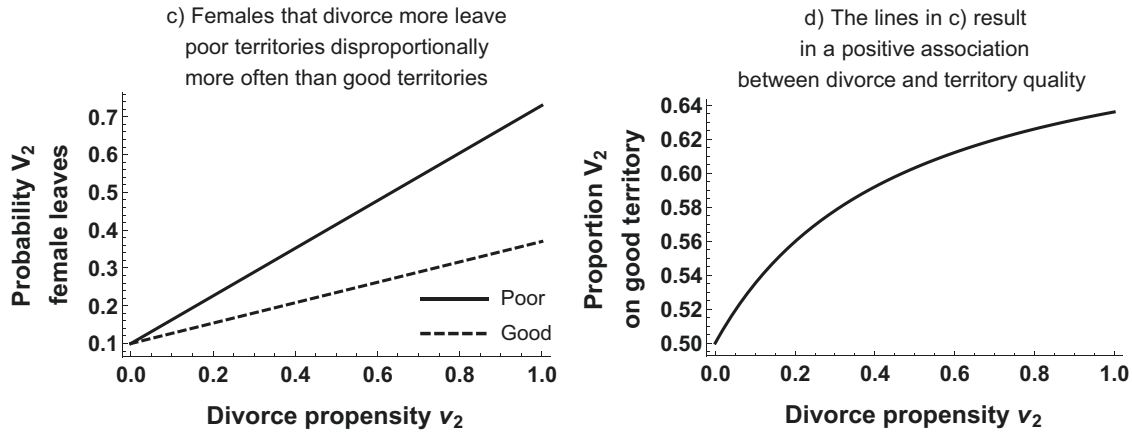 c) Females that divorce more leave
poor territories disproportionally
more often than good territories
Probability V2
female leaves
0.7
0.6
0.5
0.4
0.3
0.2
0.1
Poor
Good
0.0 0.2 0.4 0.6 0.8 1.0
Divorce propensity v2
d) The lines in c) result
in a positive association
between divorce and territory quality
Proportion V2
on good territory
0.64
0.62
0.60
0.58
0.56
0.54
0.52
0.50
0.0 0.2 0.4 0.6 0.8 1.0
Divorce propensity v2